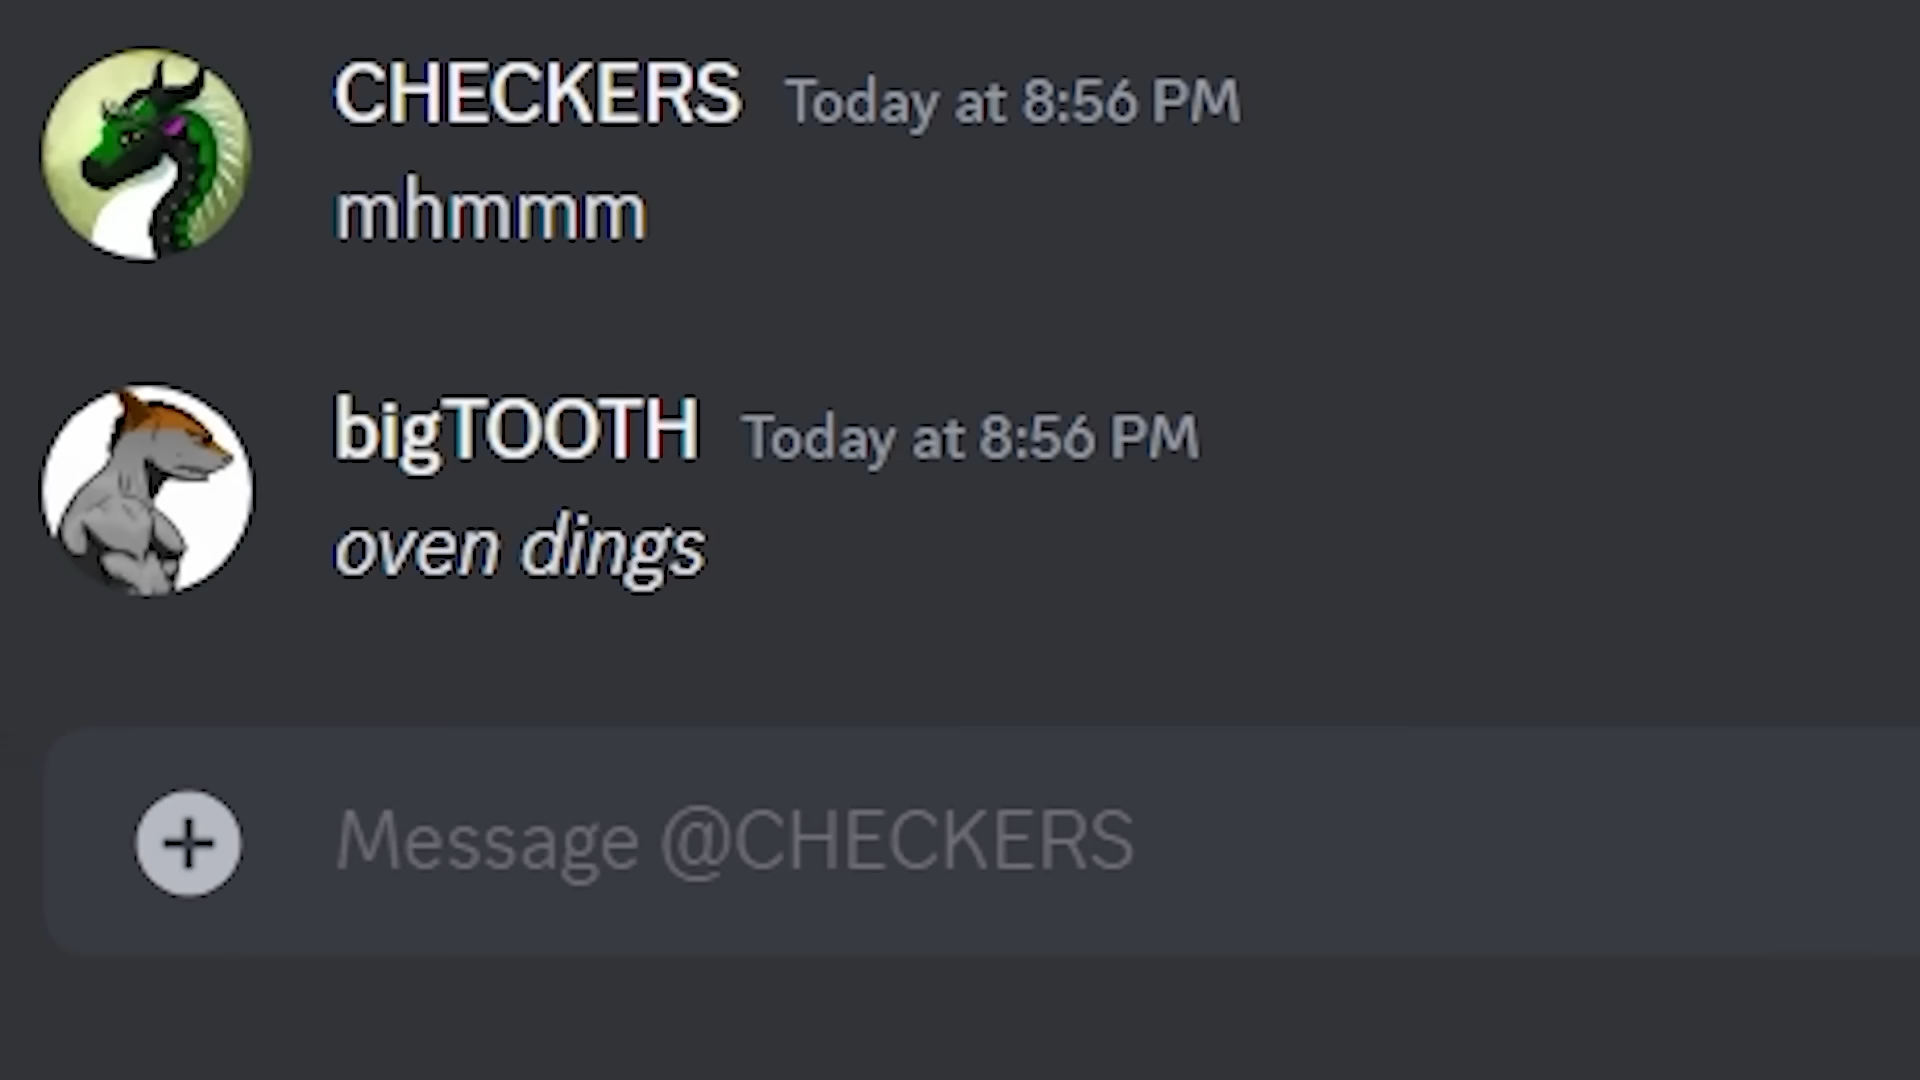 CHECKERS Today at 8:56 PM
mhmmm
bigTOOTH Today at 8:56 PM
oven dings
Message @CHECKERS